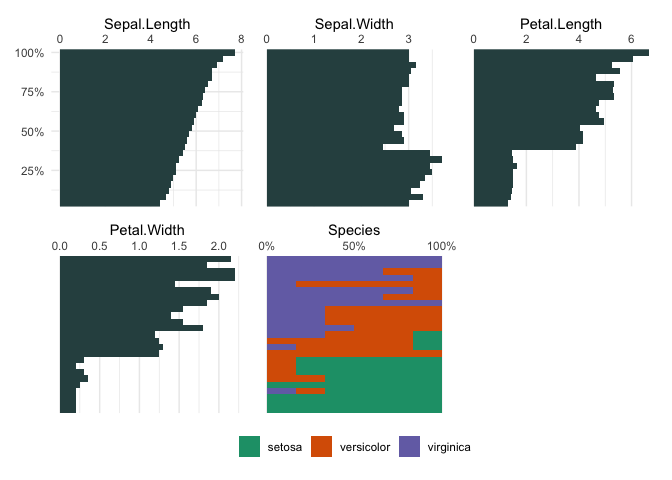 Sepal.Length Sepal.Width Petal.Length
0 2 4 6 8 0 1 2 3 0 2 4 6
100%
75%
50%
25%
Petal.Width Species
0.0 0.5 1.0 1.5 2.0 0% 50% 100%
setosa versicolor virginica